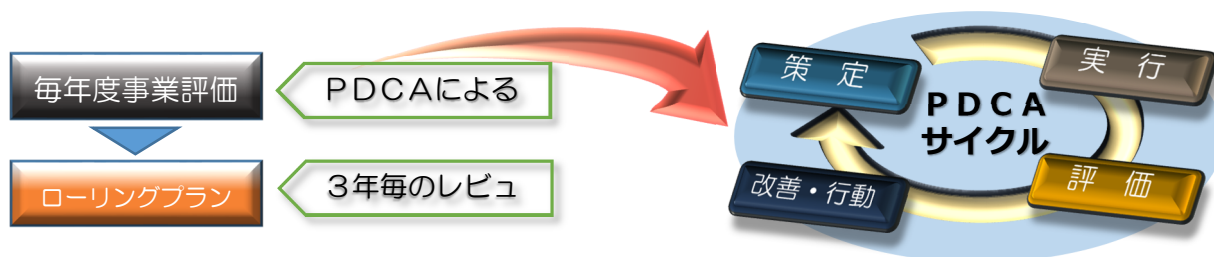 毎年度事業評価
PDCAによる
ローリングプラン
3年毎のレビュ
策 定
実 行
PDCA
サイクル
改善・行動
評 価